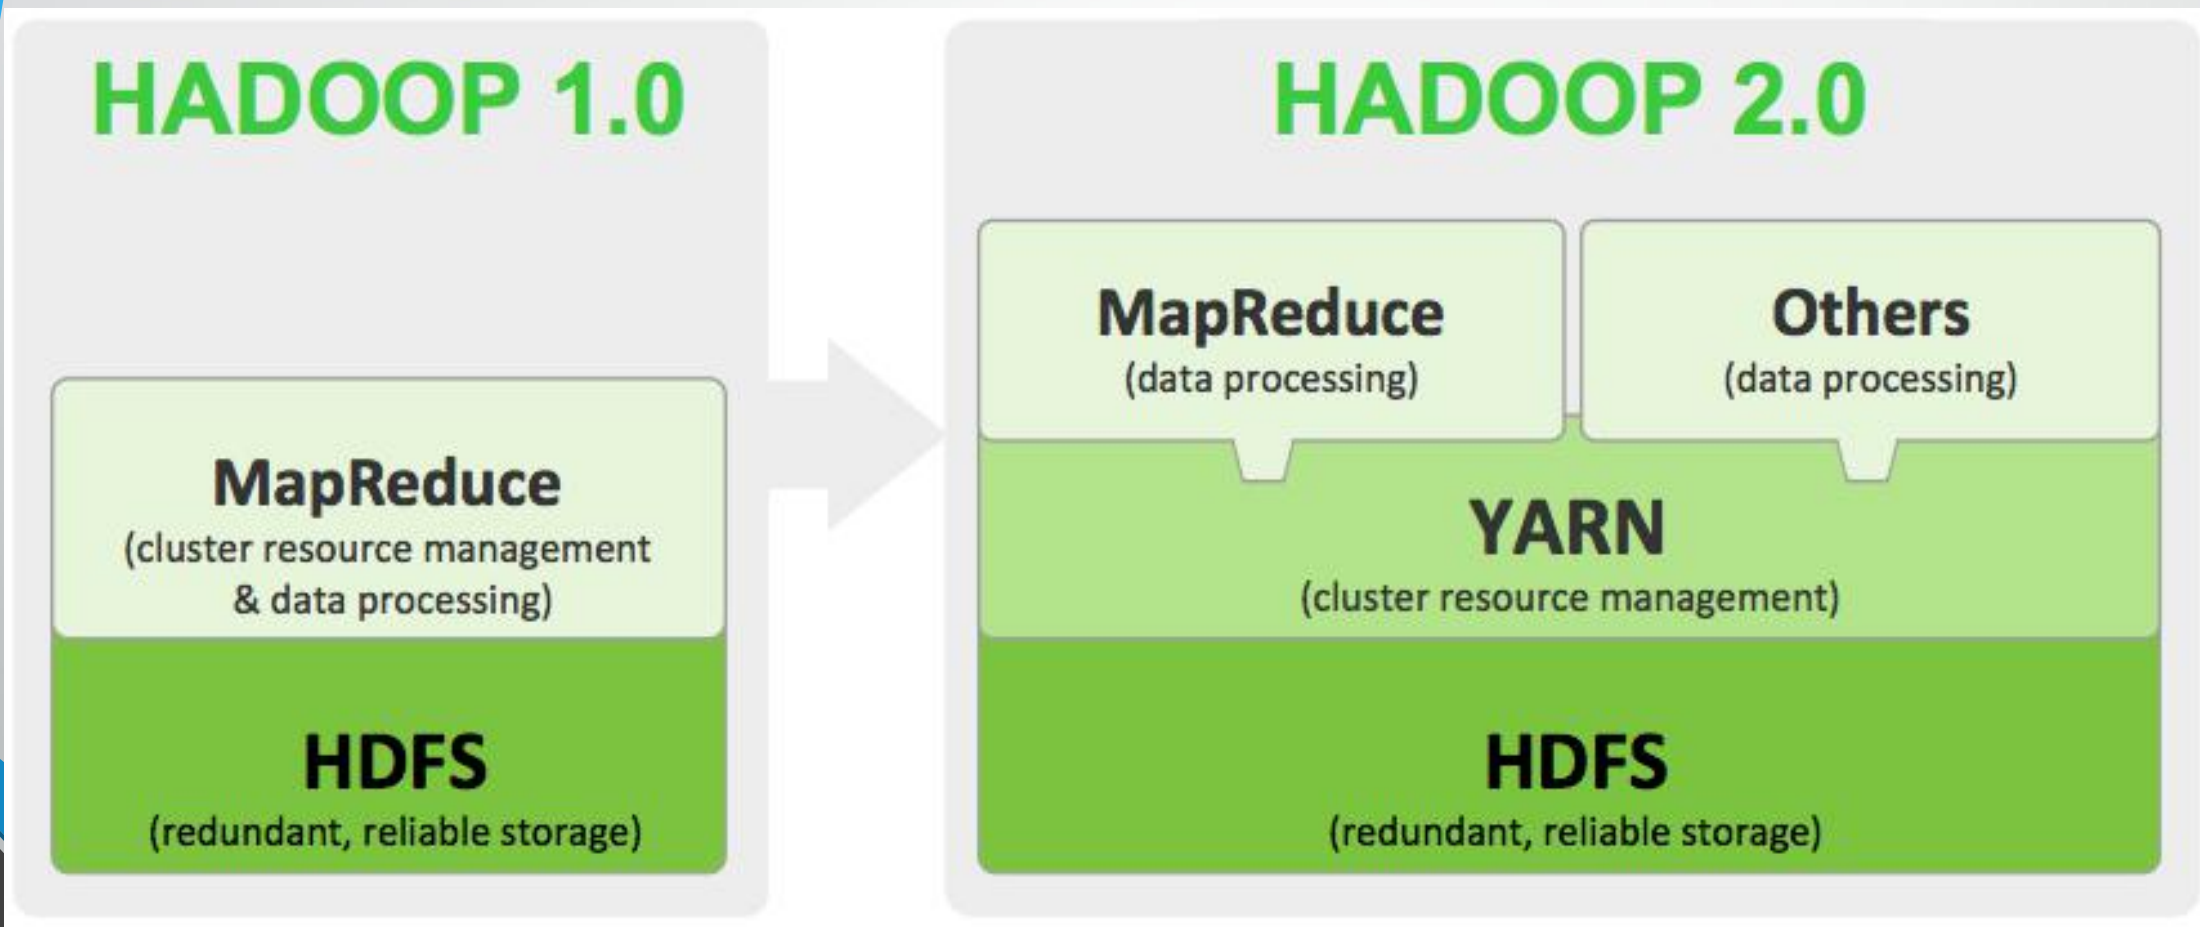 HADOOP 1.0
MapReduce
(cluster resource management
& data processing)
HDFS
(redundant, reliable storage)
HADOOP 2.0
MapReduce
(data processing)
Others
(data processing)
YARN
(cluster resource management)
HDFS
(redundant, reliable storage)